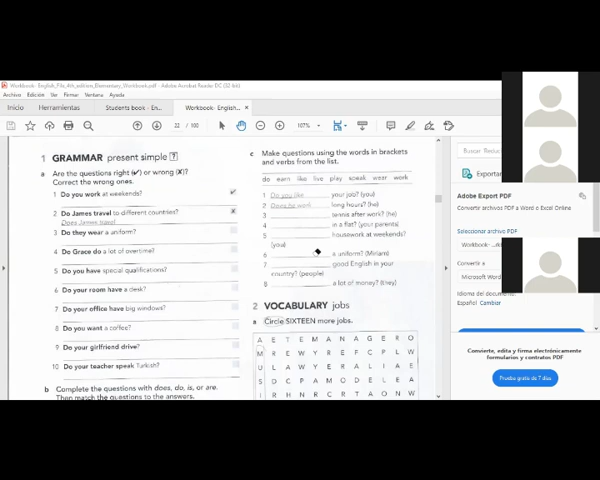 Workbook- English_File_4th_edition_Elementary_Workbook.pdf - Adobe Acrobat Reader DC (32-bit)
Archivo Edición Ver Firmar Ventana Ayuda
Inicio Herramientas Students book - En... Workbook- English... ×
22 / 100 107%
1 GRAMMAR present simple ?
a Are the questions right (✓) or wrong (✗)?
Correct the wrong ones.
1 Do you work at weekends? ✓
2 Do James travel to different countries? ✗
Does James travel
3 Do they wear a uniform?
4 Do Grace do a lot of overtime?
5 Do you have special qualifications?
6 Do your room have a desk?
7 Do your office have big windows?
8 Do you want a coffee?
9 Do your girlfriend drive?
10 Do your teacher speak Turkish?
b Complete the questions with does, do, is, or are.
Then match the questions to the answers.
c Make questions using the words in brackets
and verbs from the list.
do earn like live play speak wear work
1 Do you like your job? (you)
2 Does he work long hours? (he)
3 tennis after work? (he)
4 in a flat? (your parents)
5 housework at weekends?
(you)
6 a uniform? (Miriam)
7 good English in your
country? (people)
8 a lot of money? (they)
2 VOCABULARY jobs
a Circle SIXTEEN more jobs.
A E T E M A N A G E R O
M R E W Y R E F C P L W
U L A W Y E R A L I A E
S D C P A M O D E L E A
I R H N R C R T A O N W
Buscar 'Redac
Exportar
Adobe Export PDF
Convertir archivos PDF a Word o Excel Online
Seleccionar archivo PDF
Workbook- ...
Convertir a
Microsoft Word
Idioma del documento:
Español Cambiar
Convierte, edita y firma electrónicamente
formularios y contratos PDF
Prueba gratis de 7 días